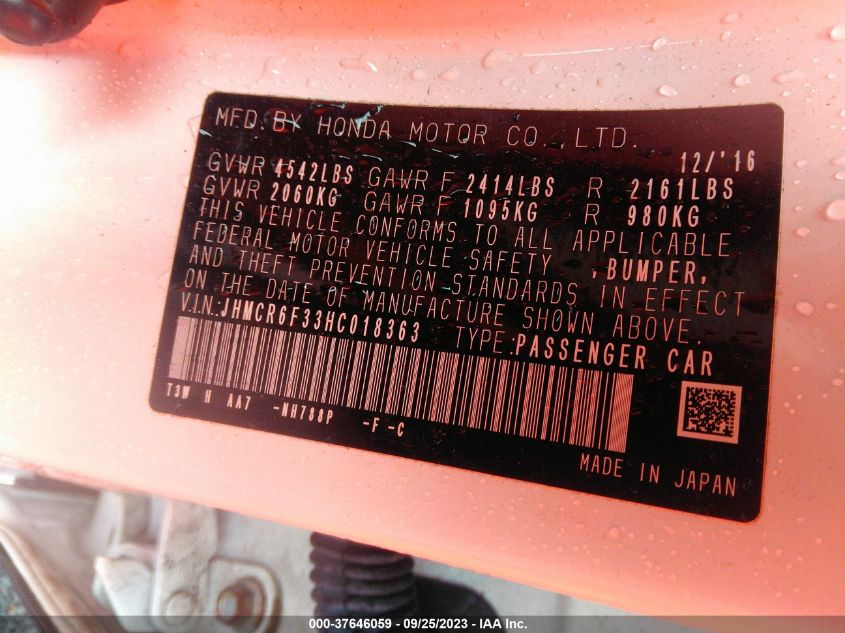 MFD. BY HONDA MOTOR CO., LTD.
12/'16
GVWR 4542LBS GAWR F 2414LBS R 2161LBS
GVWR 2060KG GAWR F 1095KG R 980KG
THIS VEHICLE CONFORMS TO ALL APPLICABLE
FEDERAL MOTOR VEHICLE SAFETY , BUMPER,
AND THEFT PREVENTION STANDARDS IN EFFECT
ON THE DATE OF MANUFACTURE SHOWN ABOVE.
V.I.N.:JHMCR6F33HC018363 TYPE:PASSENGER CAR
T3W H AA7 -NH788P -F -C
MADE IN JAPAN
000-37646059 - 09/25/2023 - IAA Inc.